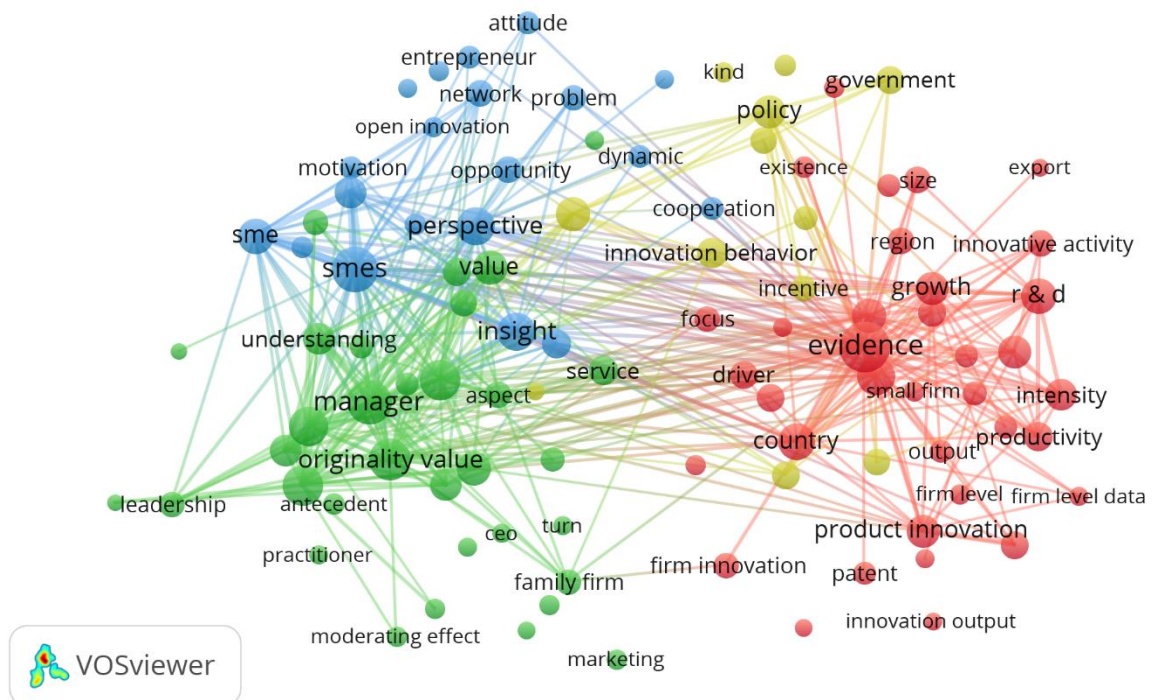 attitude
entrepreneur
kind
government
network
problem
policy
open innovation
motivation
opportunity
dynamic
existence
size
export
sme
perspective
cooperation
region
innovative activity
smes
value
innovation behavior
incentive
growth
r & d
understanding
insight
focus
evidence
manager
aspect
service
driver
small firm
intensity
originality value
country
output
productivity
leadership
antecedent
firm level
firm level data
practitioner
ceo
turn
product innovation
family firm
firm innovation
patent
moderating effect
innovation output
marketing
VOSviewer